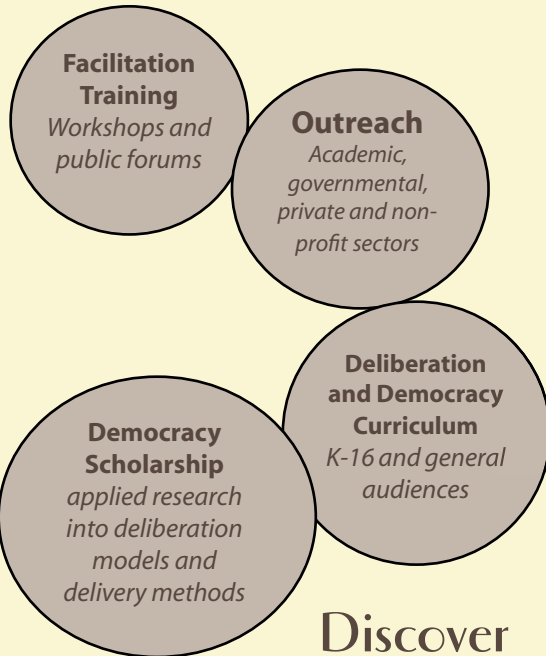 Facilitation
Training
Workshops and
public forums
Outreach
Academic,
governmental,
private and non-
profit sectors
Deliberation
and Democracy
Curriculum
K-16 and general
audiences
Democracy
Scholarship
applied research
into deliberation
models and
delivery methods
Discover